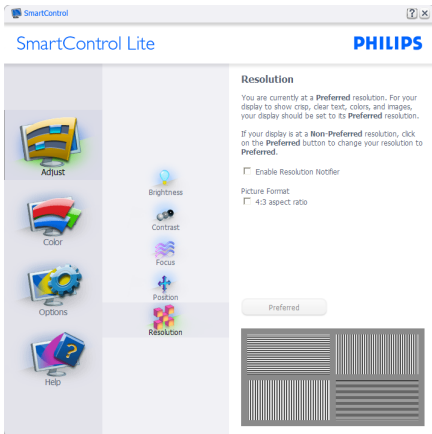 SmartControl
SmartControl Lite
PHILIPS
Adjust
Color
Options
Help
Brightness
Contrast
Focus
Position
Resolution
Resolution
You are currently at a Preferred resolution. For your
display to show crisp, clear text, colors, and images,
your display should be set to its Preferred resolution.
If your display is at a Non-Preferred resolution, click
on the Preferred button to change your resolution to
Preferred.
Enable Resolution Notifier
Picture Format
4:3 aspect ratio
Preferred